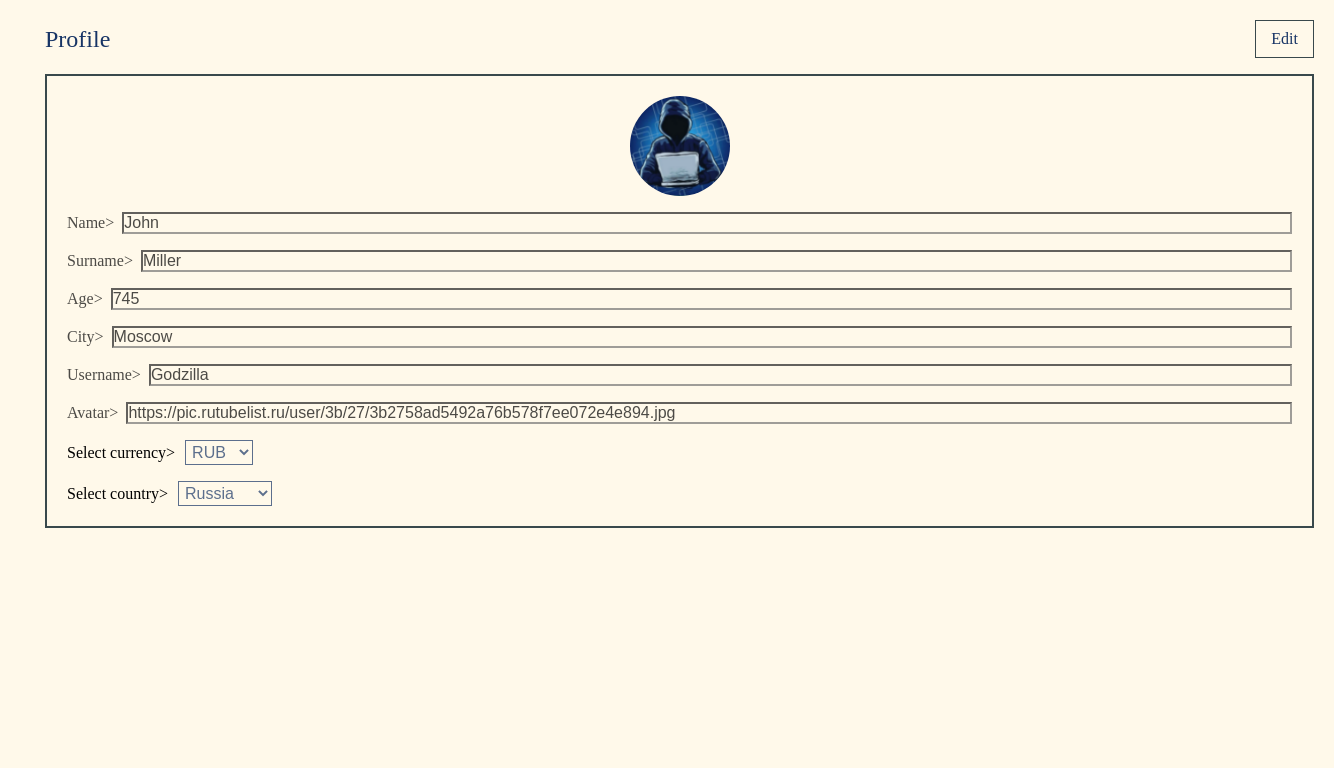 Profile
Edit
Name> John
Surname> Miller
Age> 745
City> Moscow
Username> Godzilla
Avatar> https://pic.rutubelist.ru/user/3b/27/3b2758ad5492a76b578f7ee072e4e894.jpg
Select currency> RUB
Select country> Russia